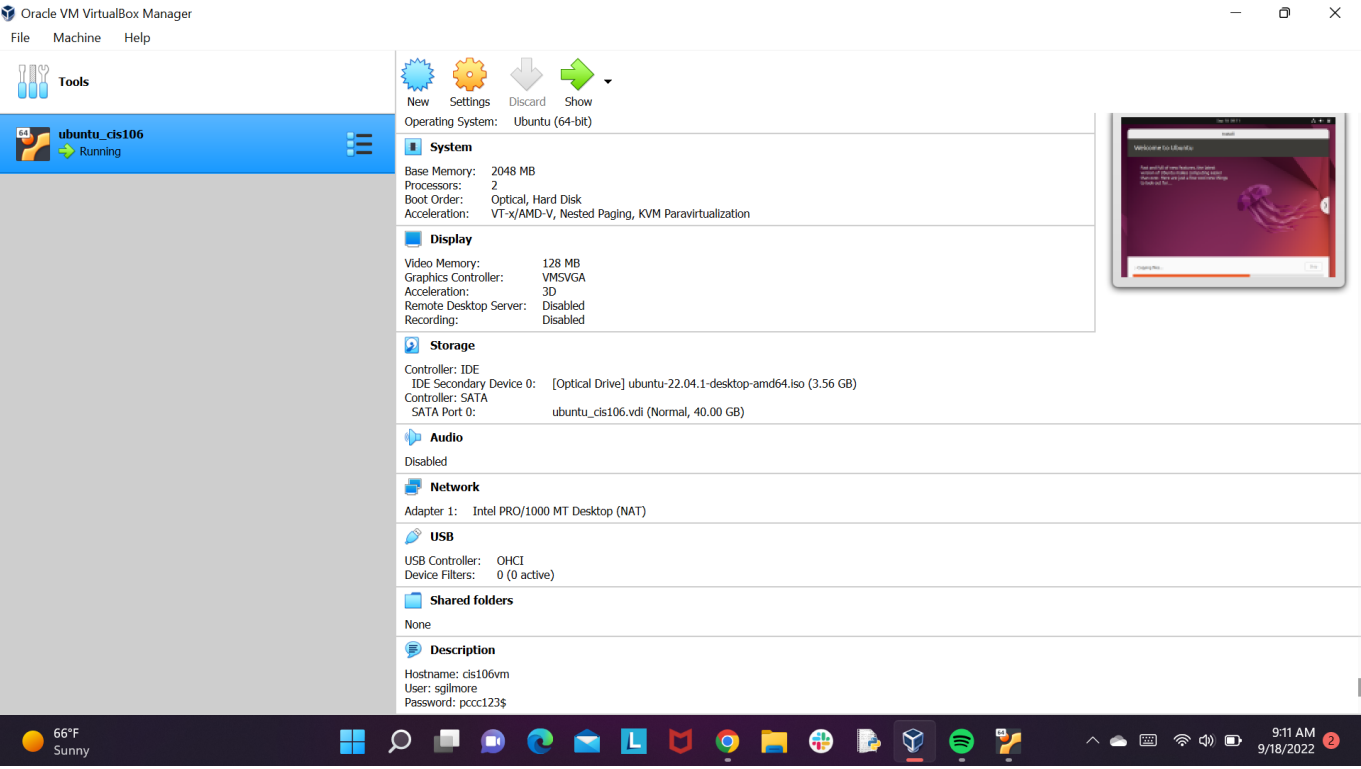 Oracle VM VirtualBox Manager
File Machine Help
Tools
New Settings Discard Show
64
ubuntu_cis106
Running
Operating System: Ubuntu (64-bit)
System
Base Memory: 2048 MB
Processors: 2
Boot Order: Optical, Hard Disk
Acceleration: VT-x/AMD-V, Nested Paging, KVM Paravirtualization
Display
Video Memory: 128 MB
Graphics Controller: VMSVGA
Acceleration: 3D
Remote Desktop Server: Disabled
Recording: Disabled
Welcome to Ubuntu
Storage
Controller: IDE
IDE Secondary Device 0: [Optical Drive] ubuntu-22.04.1-desktop-amd64.iso (3.56 GB)
Controller: SATA
SATA Port 0: ubuntu_cis106.vdi (Normal, 40.00 GB)
Audio
Disabled
Network
Adapter 1: Intel PRO/1000 MT Desktop (NAT)
USB
USB Controller: OHCI
Device Filters: 0 (0 active)
Shared folders
None
Description
Hostname: cis106vm
User: sgilmore
Password: pccc123$
66°F
Sunny
L
64
9:11 AM
9/18/2022
2